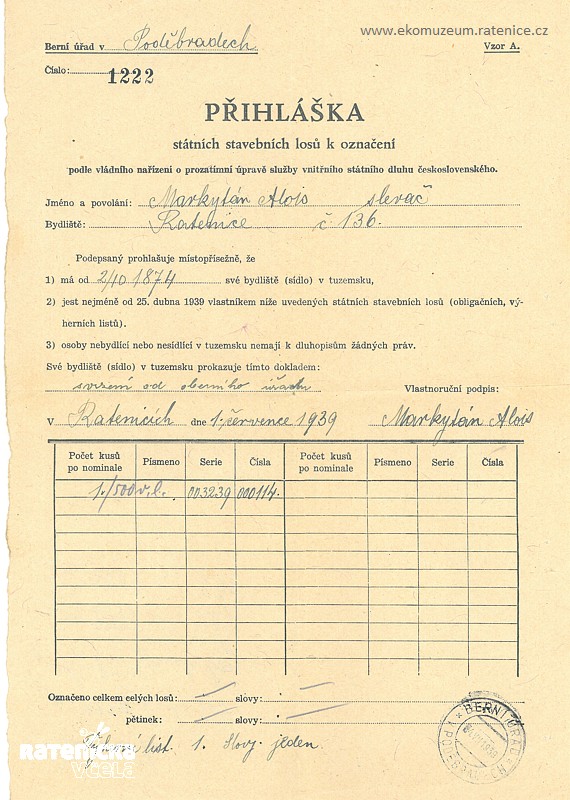 www.ekomuzeum.ratenice.cz
Berní úřad v Poděbradech.
Vzor A.
Číslo: 1222
PŘIHLÁŠKA
státních stavebních losů k označení
podle vládního nařízení o prozatímní úpravě služby vnitřního státního dluhu československého.
Jméno a povolání: Markytán Alois slevač
Bydliště: Ratenice č 136.
Podepsaný prohlašuje místopřísežně, že
1) má od 2/10 1874 své bydliště (sídlo) v tuzemsku,
2) jest nejméně od 25. dubna 1939 vlastníkem níže uvedených státních stavebních losů (obligačních, vý-
herních listů).
3) osoby nebydlící nebo nesídlící v tuzemsku nemají k dluhopisům žádných práv.
Své bydliště (sídlo) v tuzemsku prokazuje tímto dokladem:
od obecního úřadu
Vlastnoruční podpis:
V Ratenicích dne 1. července 1939 Markytán Alois
Počet kusů po nominale Písmeno Serie Čísla Počet kusů po nominale Písmeno Serie Čísla
1./500 v.l. 003239 000114.
Označeno celkem celých losů: slovy:
pětinek: slovy:
Výherní list. 1. Slovy. jeden
RATENICKÁ
včela
BERNÍ ÚŘAD
V PODĚBRADECH